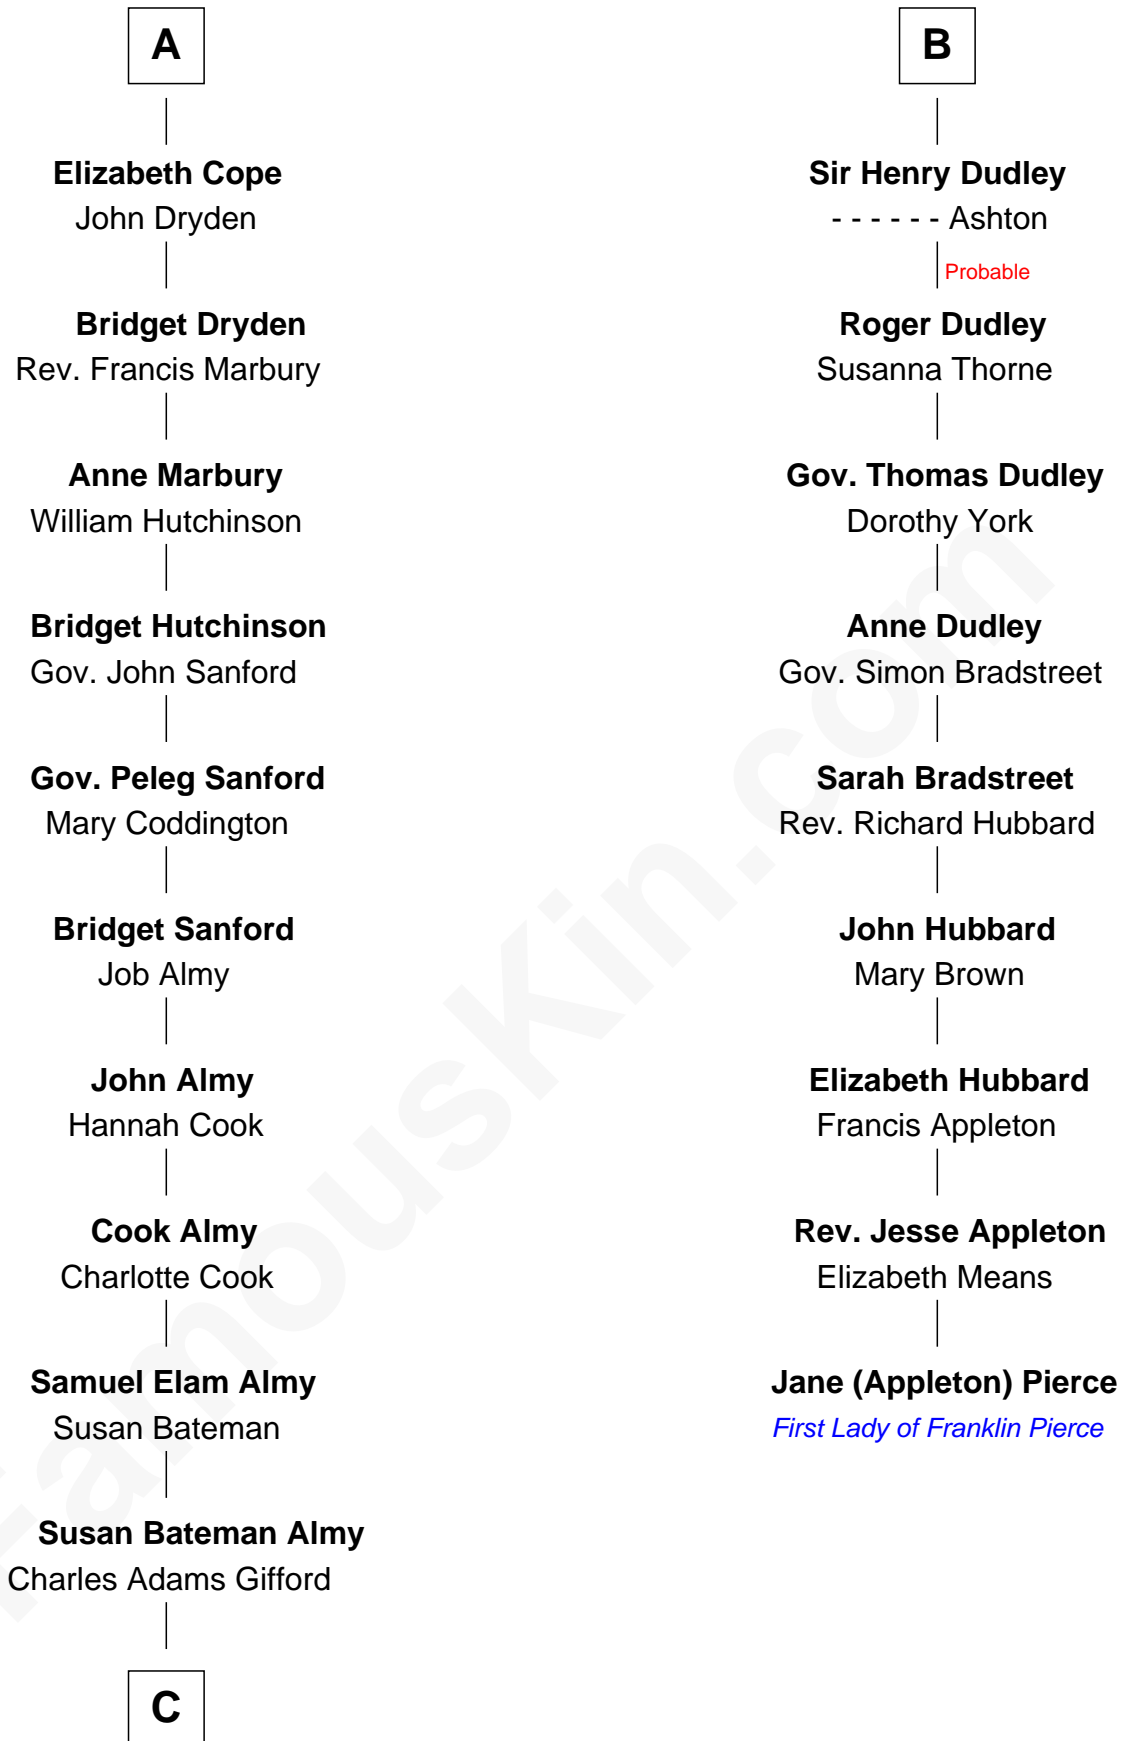 A
Elizabeth Cope
John Dryden
Bridget Dryden
Rev. Francis Marbury
Anne Marbury
William Hutchinson
Bridget Hutchinson
Gov. John Sanford
Gov. Peleg Sanford
Mary Coddington
Bridget Sanford
Job Almy
John Almy
Hannah Cook
Cook Almy
Charlotte Cook
Samuel Elam Almy
Susan Bateman
Susan Bateman Almy
Charles Adams Gifford
C
B
Sir Henry Dudley
- - - - - - Ashton
Probable
Roger Dudley
Susanna Thorne
Gov. Thomas Dudley
Dorothy York
Anne Dudley
Gov. Simon Bradstreet
Sarah Bradstreet
Rev. Richard Hubbard
John Hubbard
Mary Brown
Elizabeth Hubbard
Francis Appleton
Rev. Jesse Appleton
Elizabeth Means
Jane (Appleton) Pierce
First Lady of Franklin Pierce
FamousKin.com